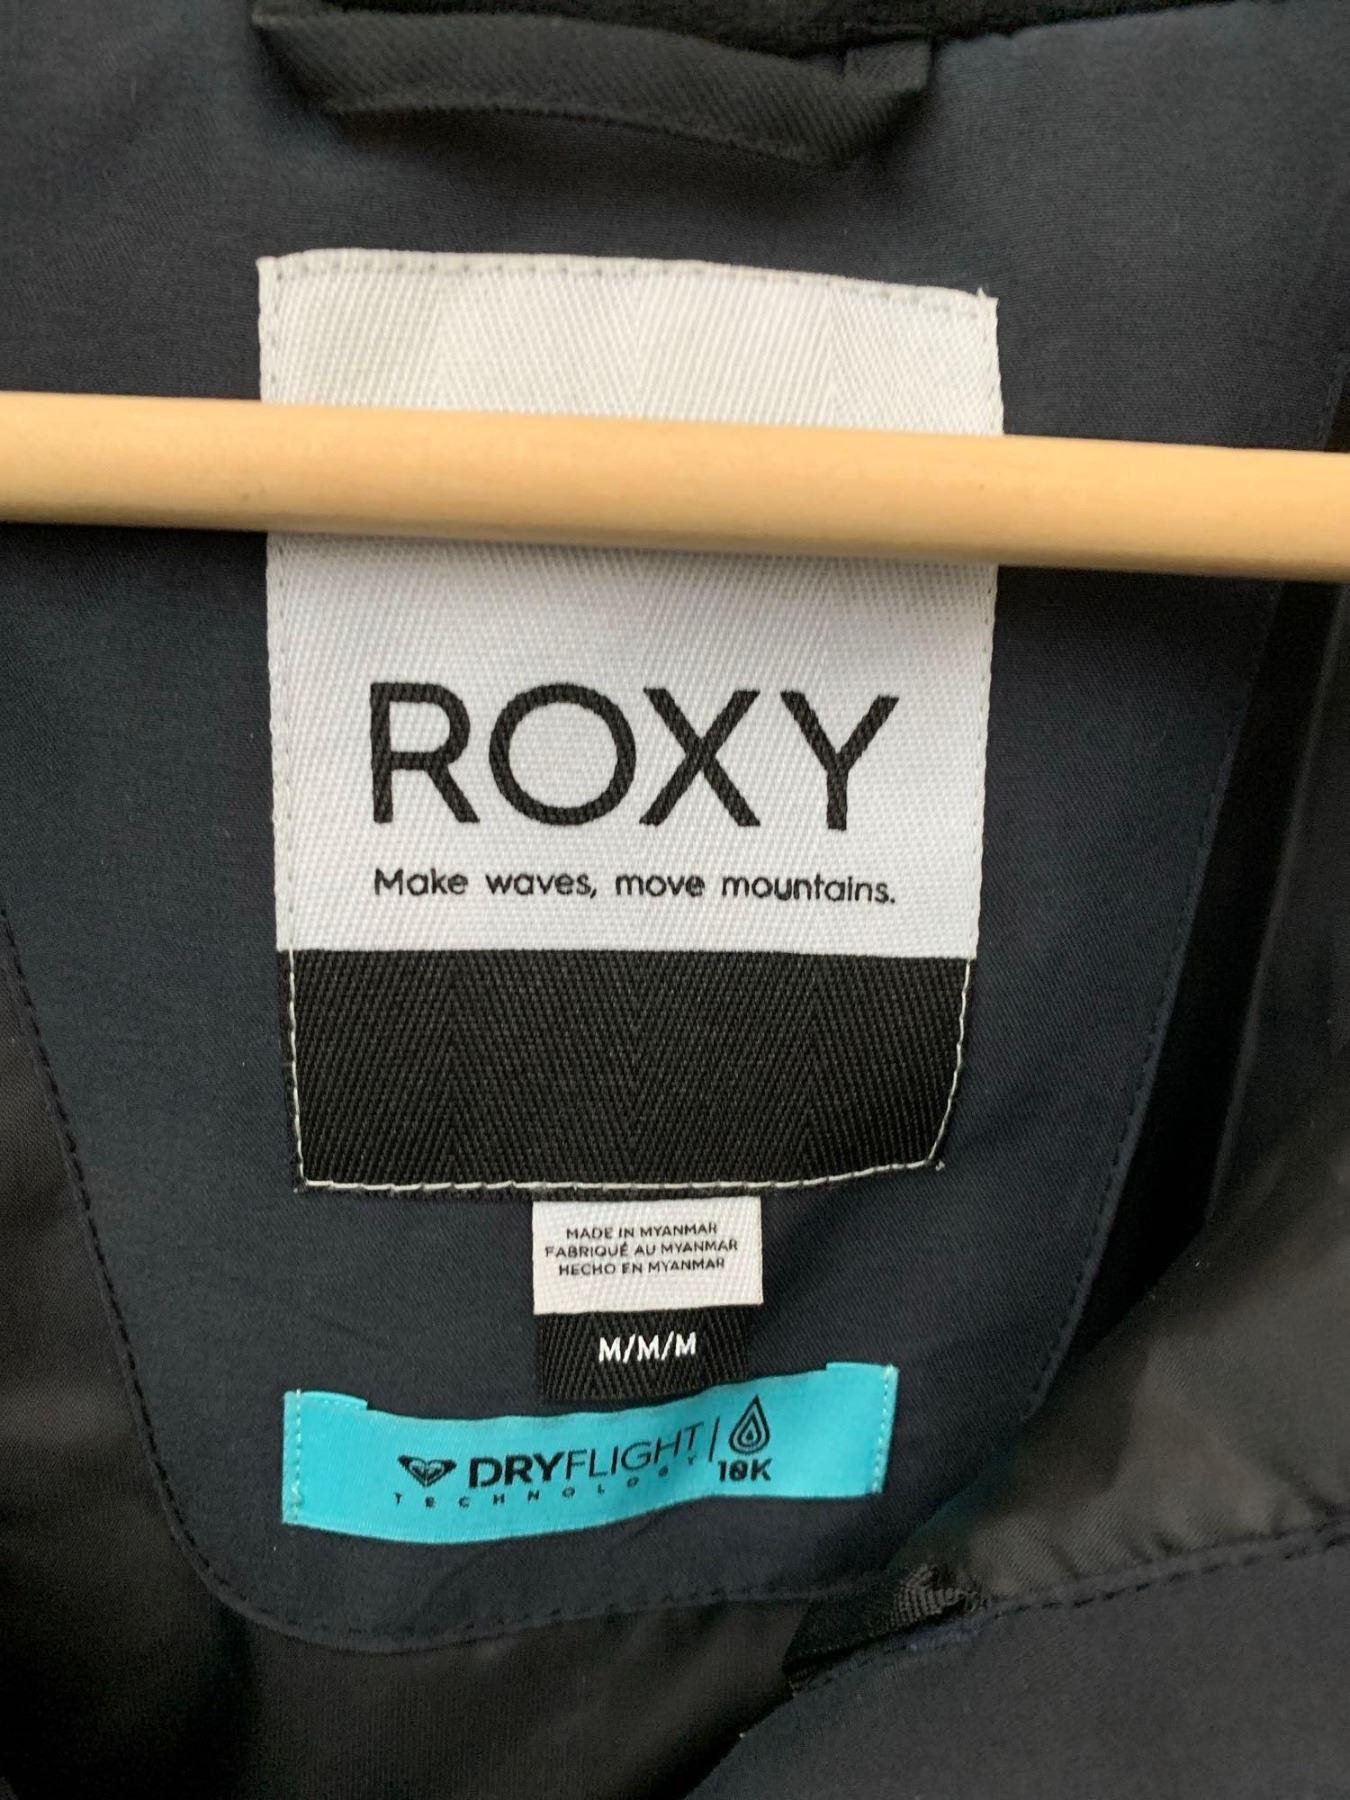 ROXY
Make waves, move mountains.
MADE IN MYANMAR
FABRIQUÉ AU MYANMAR
HECHO EN MYANMAR
M/M/M
DRYFLIGHT
TECHNOLOGY
10K